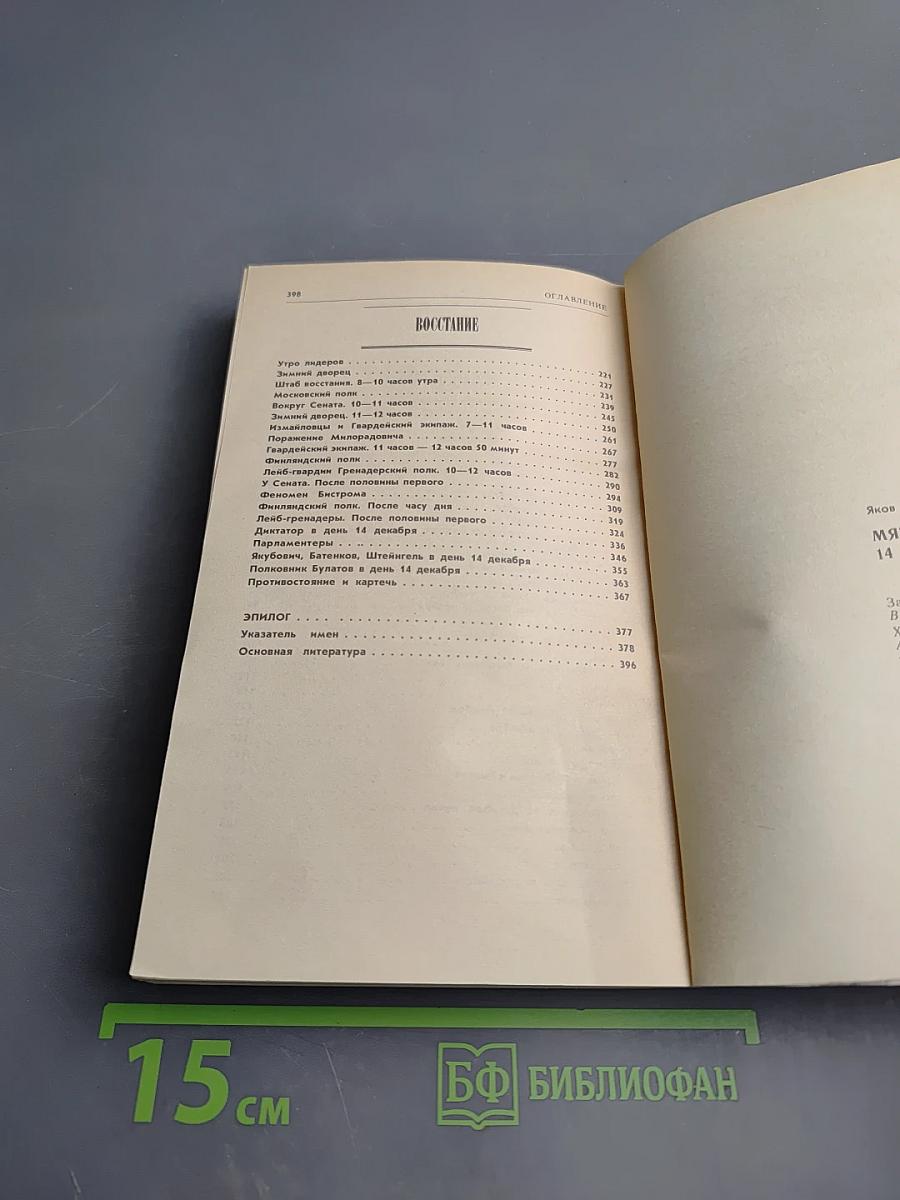 398
ОГЛАВЛЕНИЕ
ВОССТАНИЕ
Утро лидеров . . . . . . . . . . . . . . . . 221
Зимний дворец . . . . . . . . . . . . . . . . 227
Штаб восстания. 8—10 часов утра . . . . . . . . . . . . . . . . 231
Московский полк . . . . . . . . . . . . . . . . 239
Вокруг Сената. 10—11 часов . . . . . . . . . . . . . . . . 245
Зимний дворец. 11—12 часов . . . . . . . . . . . . . . . . 250
Измайловцы и Гвардейский экипаж. 7—11 часов . . . . . . . . 261
Поражение Милорадовича . . . . . . . . . . . . . . . . 267
Гвардейский экипаж. 11 часов — 12 часов 50 минут . . . . . . . . 277
Финляндский полк . . . . . . . . . . . . . . . . 282
Лейб-гвардии Гренадерский полк. 10—12 часов . . . . . . . . 290
У Сената. После половины первого . . . . . . . . . . . . 294
Феномен Бистрома . . . . . . . . . . . . . . . . 309
Финляндский полк. После часу дня . . . . . . . . . . . . 319
Лейб-гренадеры. После половины первого . . . . . . . . . . 324
Диктатор в день 14 декабря . . . . . . . . . . . . . . 336
Парламентеры . . . . . . . . . . . . . . . . 346
Якубович, Батенков, Штейнгель в день 14 декабря . . . . . . . . 355
Полковник Булатов в день 14 декабря . . . . . . . . . . . . 363
Противостояние и картечь . . . . . . . . . . . . . . 367
ЭПИЛОГ . . . . . . . . . . . . . . . . 377
Указатель имен . . . . . . . . . . . . . . . . 378
Основная литература . . . . . . . . . . . . . . . . 396
Яков
14
15 см
БФ БИБЛИОФАН